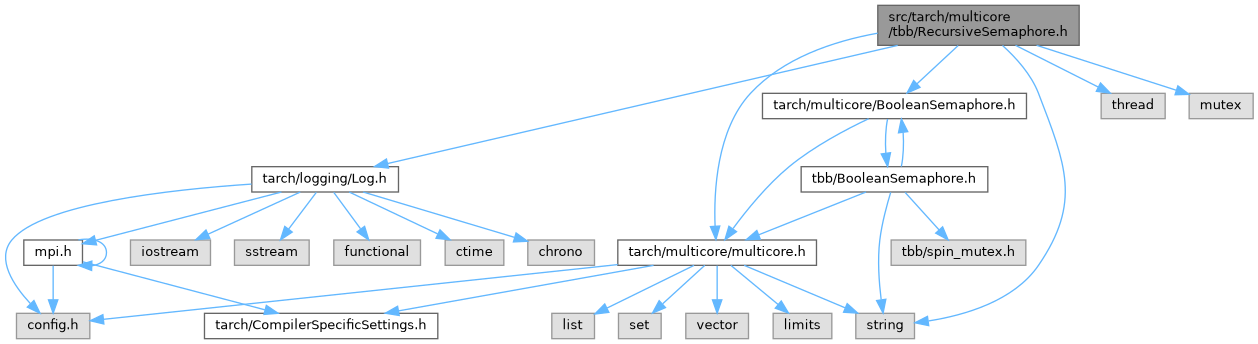 src/tarch/multicore
/tbb/RecursiveSemaphore.h
tarch/multicore/BooleanSemaphore.h
thread
mutex
tarch/logging/Log.h
tbb/BooleanSemaphore.h
mpi.h
iostream
sstream
functional
ctime
chrono
tarch/multicore/multicore.h
tbb/spin_mutex.h
config.h
tarch/CompilerSpecificSettings.h
list
set
vector
limits
string